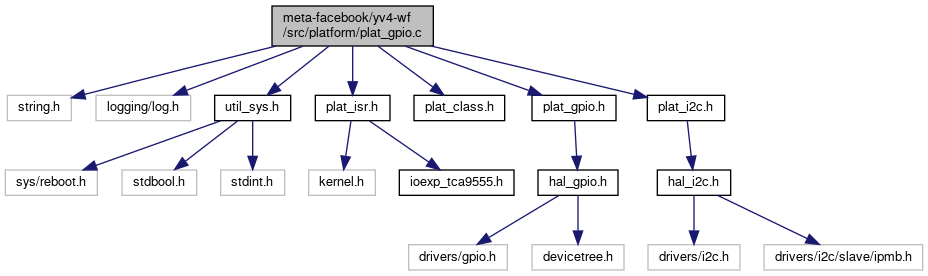 meta-facebook/yv4-wf
/src/platform/plat_gpio.c
string.h
logging/log.h
util_sys.h
plat_isr.h
plat_class.h
plat_gpio.h
plat_i2c.h
sys/reboot.h
stdbool.h
stdint.h
kernel.h
ioexp_tca9555.h
hal_gpio.h
hal_i2c.h
drivers/gpio.h
devicetree.h
drivers/i2c.h
drivers/i2c/slave/ipmb.h